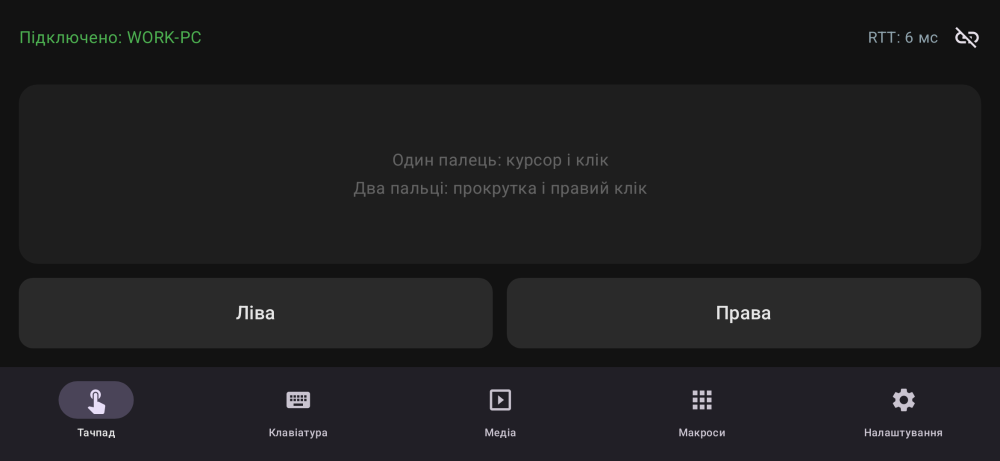 Підключено: WORK-PC
RTT: 6 мс
Один палець: курсор і клік
Два пальці: прокрутка і правий клік
Ліва
Права
Тачпад
Клавіатура
Медіа
Макроси
Налаштування